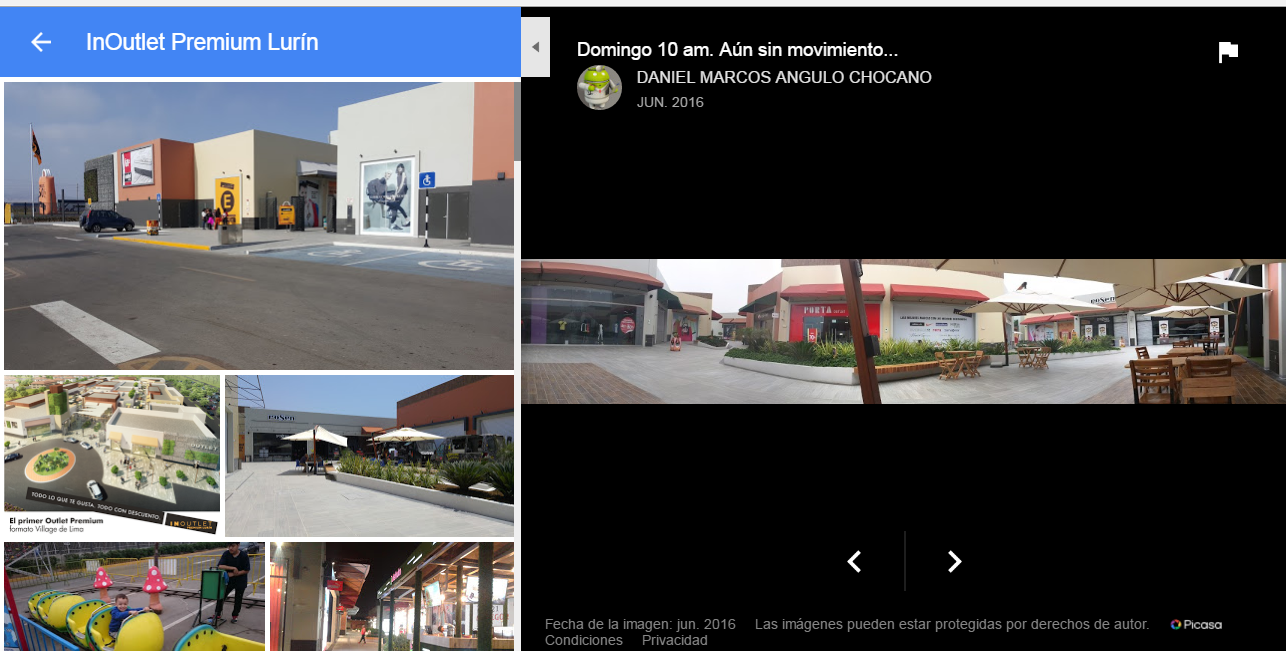 InOutlet Premium Lurín
TODO LO QUE TE GUSTA, TODO CON DESCUENTO.
El primer Outlet Premium
formato Village de Lima
INOUTLET
PREMIUM LURIN
Domingo 10 am. Aún sin movimiento...
DANIEL MARCOS ANGULO CHOCANO
JUN. 2016
PORTA
Fecha de la imagen: jun. 2016
Las imágenes pueden estar protegidas por derechos de autor.
Picasa
Condiciones
Privacidad